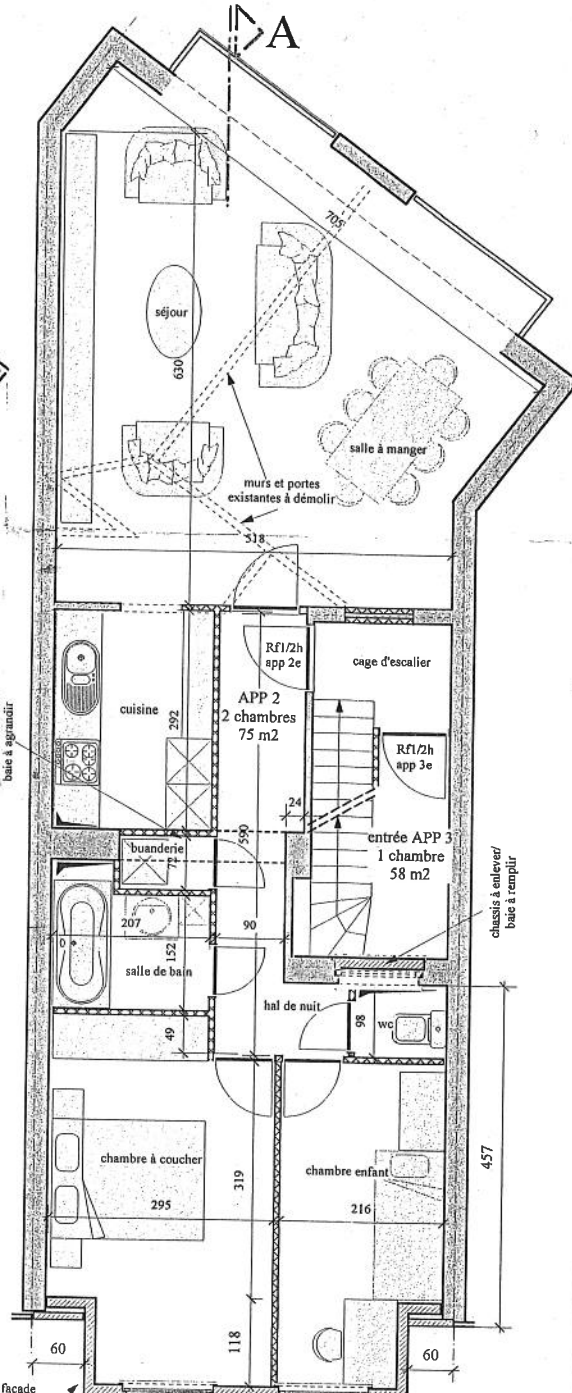 A
705
séjour
630
salle à manger
murs et portes
existantes à démolir
518
Rf1/2h
app 2e
cage d'escalier
cuisine
292
APP 2
2 chambres
75 m2
Rf1/2h
app 3e
baie à agrandir
24
590
entrée APP 3
1 chambre
58 m2
buanderie
72
chassis à enlever/
baie à remplir
207
90
152
salle de bain
hal de nuit
98
wc
49
chambre à coucher
319
chambre enfant
457
295
216
118
60
60
facade